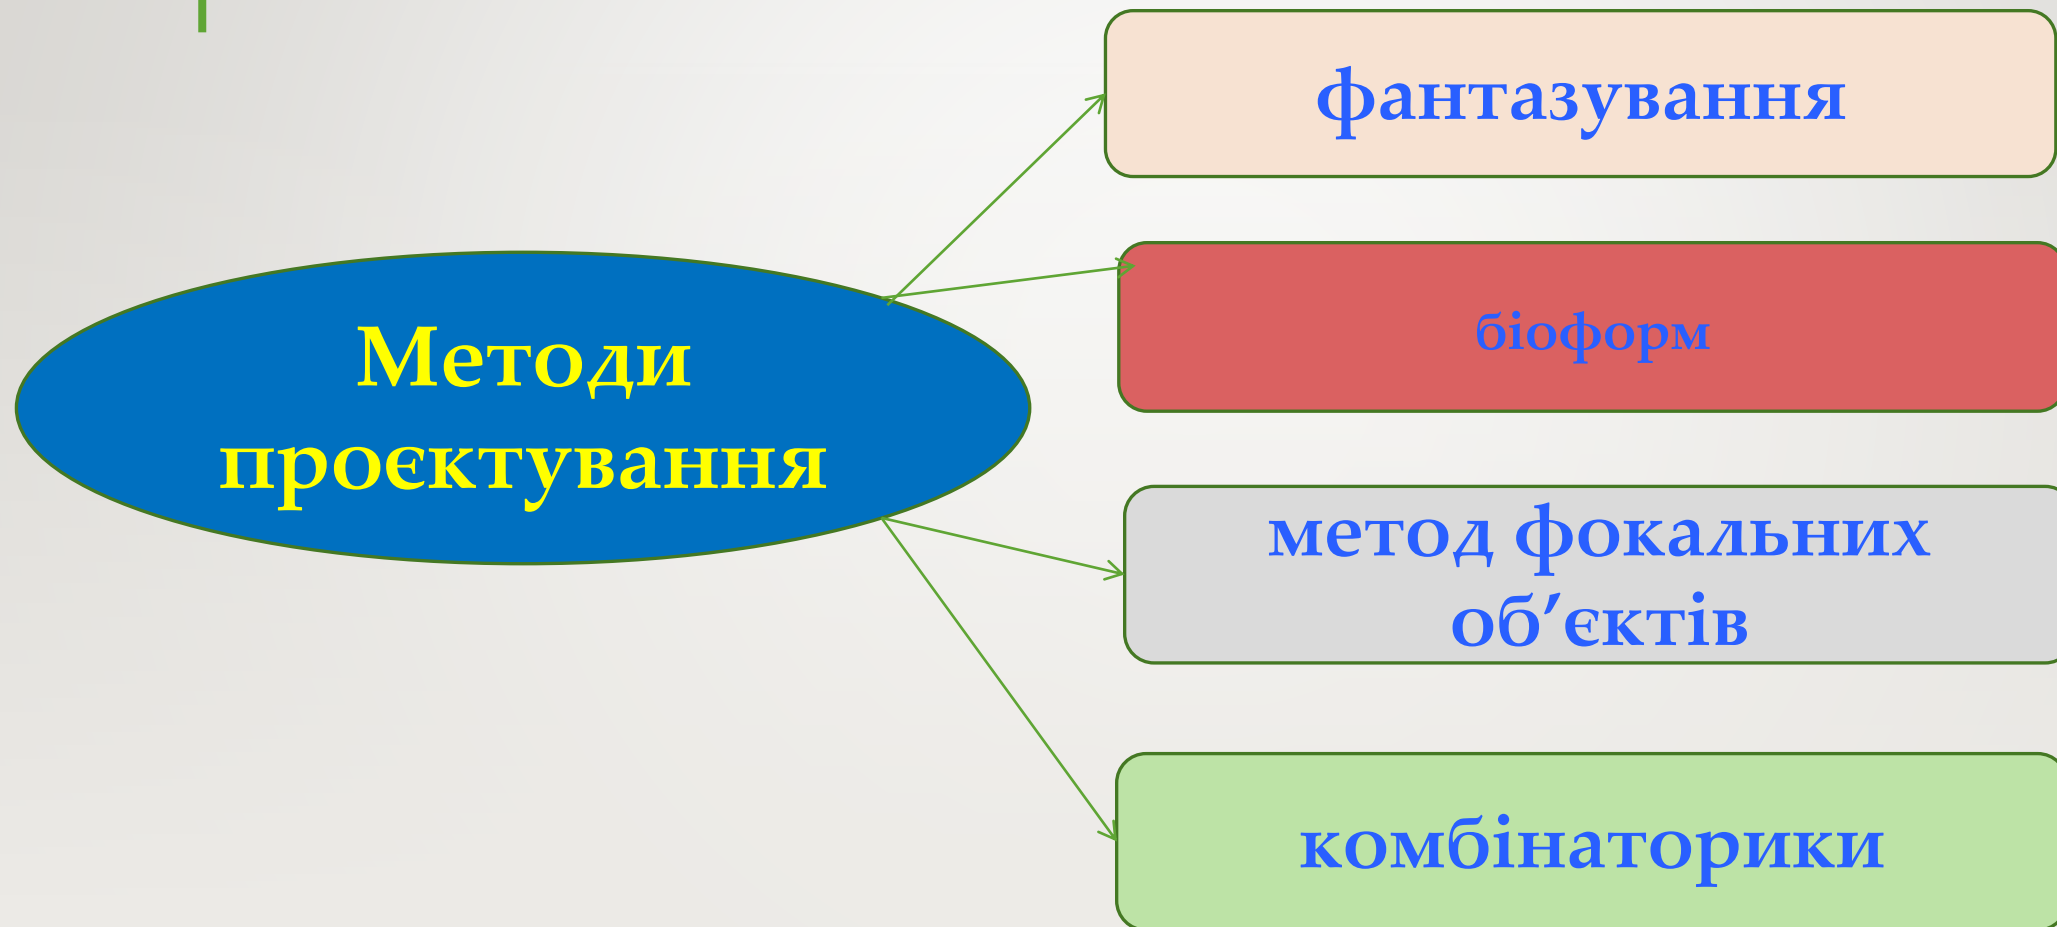 фантазування
біоформ
Методи
проєктування
метод фокальних
об’єктів
комбінаторики